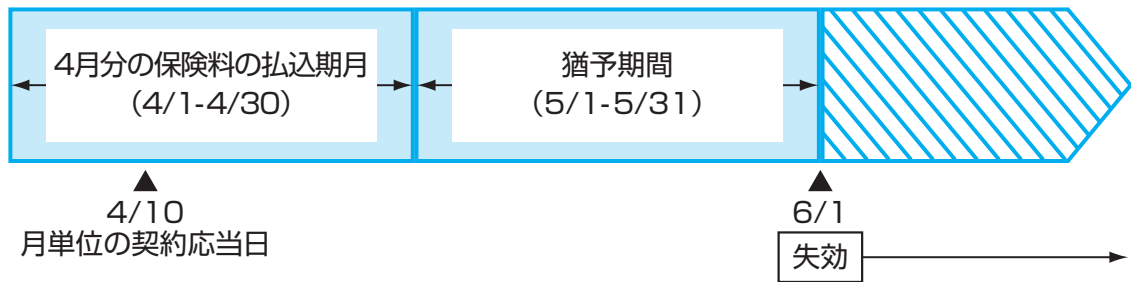 4月分の保険料の払込期月
（4/1-4/30）
猶予期間
（5/1-5/31）
4/10
月単位の契約応当日
6/1
失効